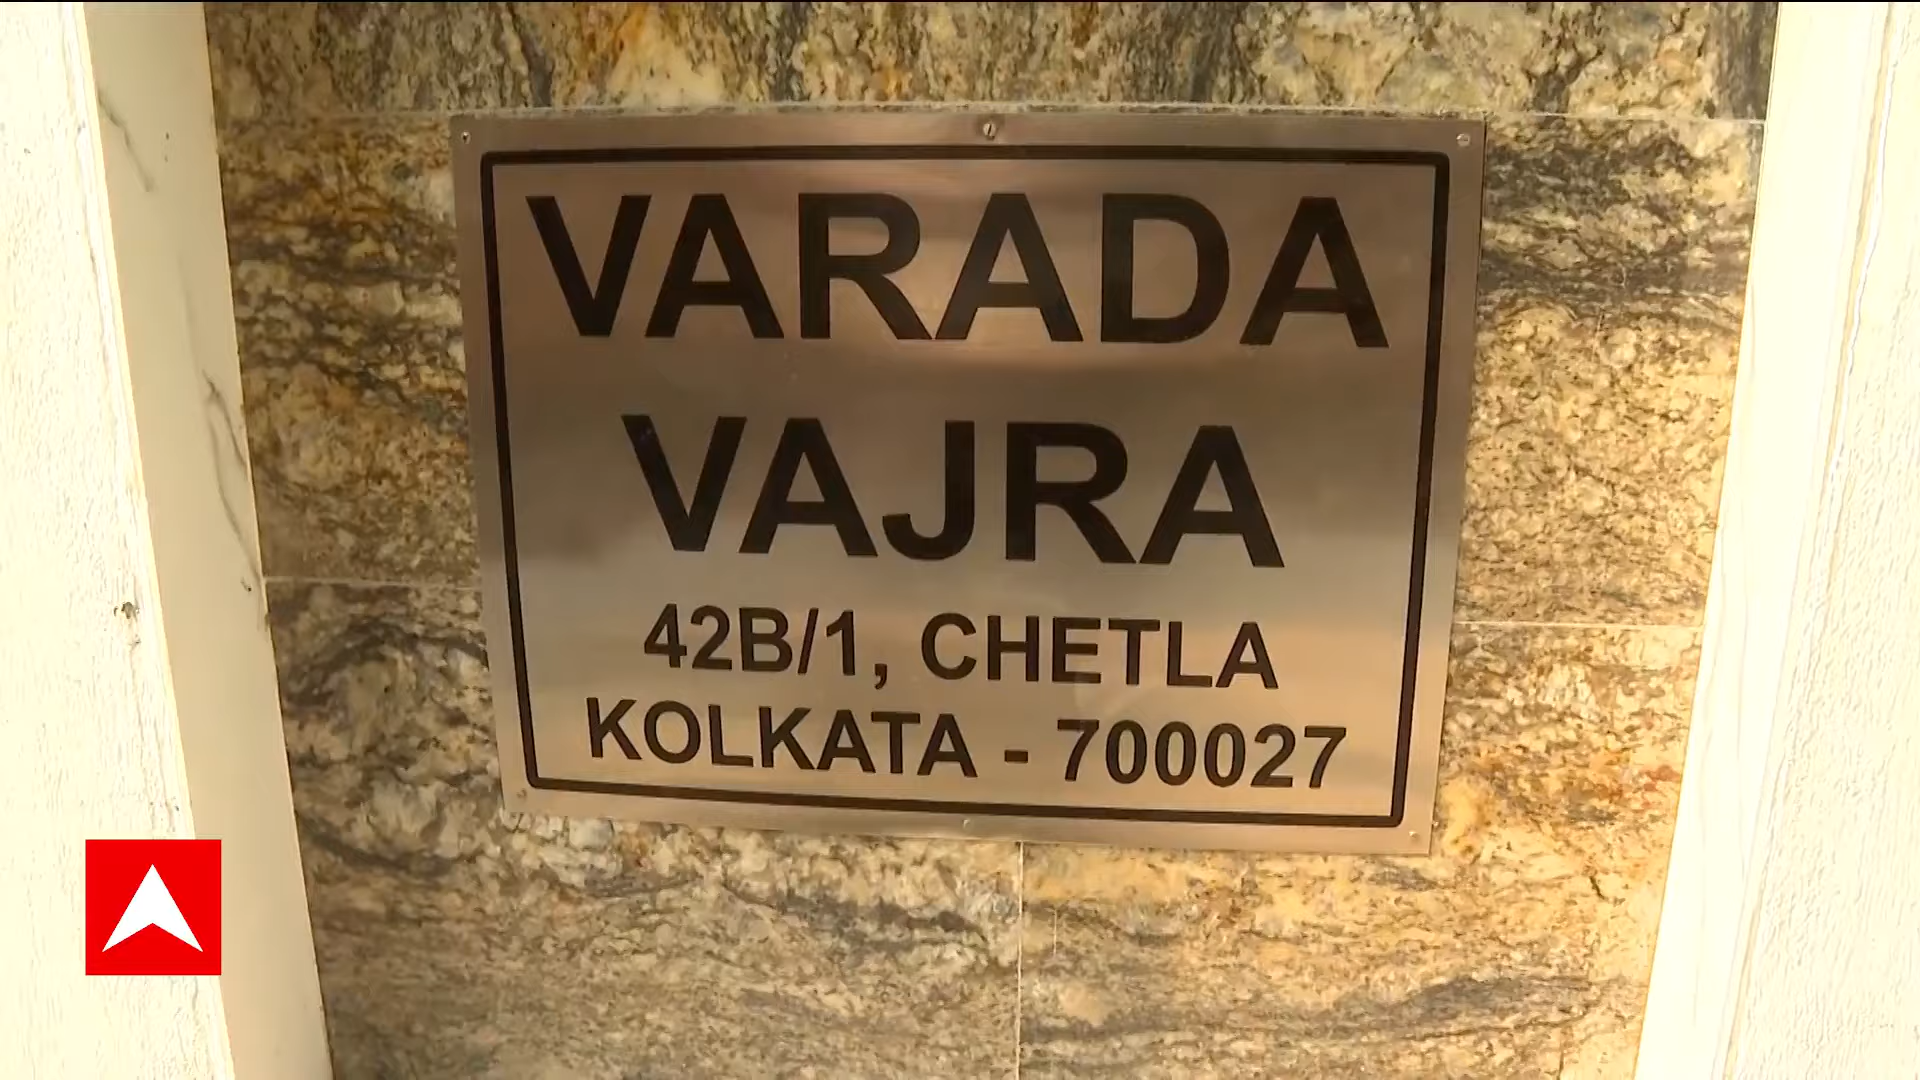 VARADA
VAJRA
42B/1, CHETLA
KOLKATA - 700027